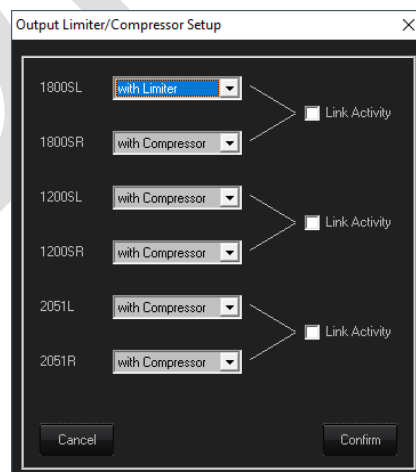 Output Limiter/Compressor Setup
1800SL with Limiter
Link Activity
1800SR with Compressor
1200SL with Compressor
Link Activity
1200SR with Compressor
2051L with Compressor
Link Activity
2051R with Compressor
Cancel Confirm